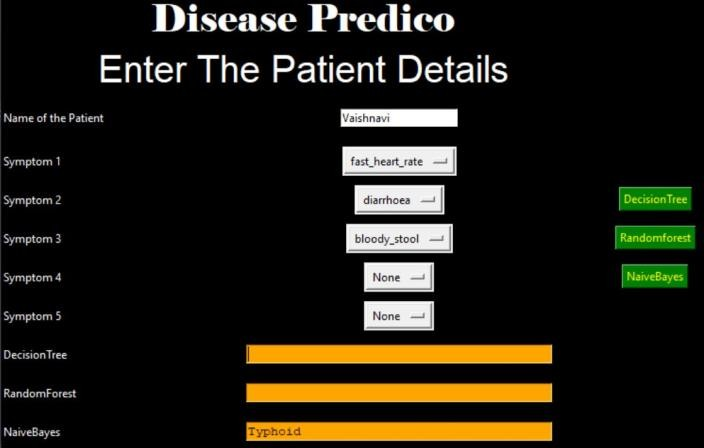 Disease Predico
Enter The Patient Details
Name of the Patient Vaishnavi
Symptom 1 fast_heart_rate
Symptom 2 diarrhoea DecisionTree
Symptom 3 bloody_stool Randomforest
Symptom 4 None NaiveBayes
Symptom 5 None
DecisionTree
RandomForest
NaiveBayes Typhoid